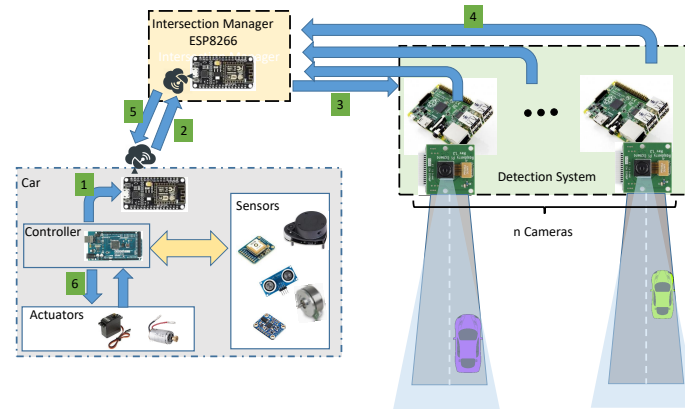 Intersection Manager
ESP8266
4
3
5
2
1
Car
Controller
Sensors
6
Actuators
Detection System
n Cameras